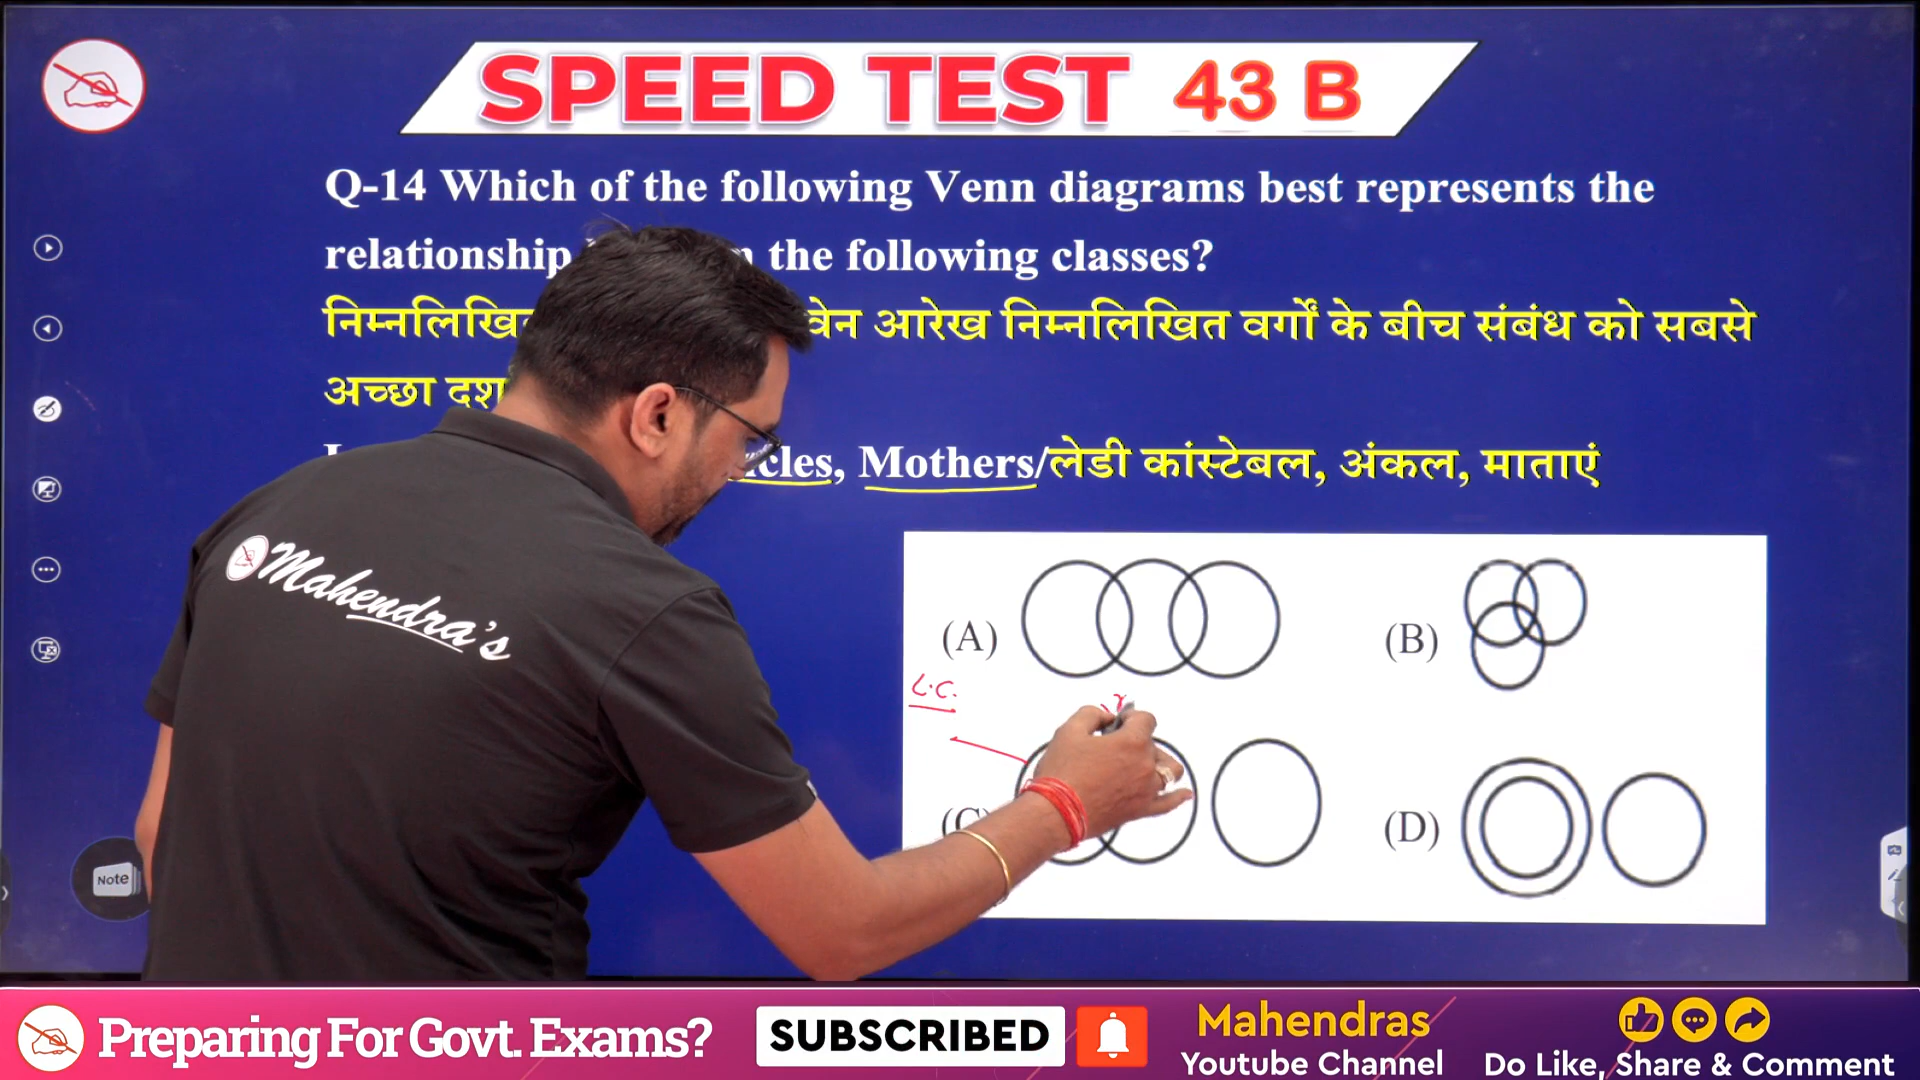 SPEED TEST 43 B
Q-14 Which of the following Venn diagrams best represents the
relationship the following classes?
वेन आरेख निम्नलिखित वर्गों के बीच संबंध को सबसे
अच्छा
Mothers/लेडी कांस्टेबल, अंकल, माताएं
(A)
(B)
L.C.
(D)
Mahendra's
Note
Preparing For Govt. Exams?
SUBSCRIBED
Mahendras
Youtube Channel
Do Like, Share & Comment